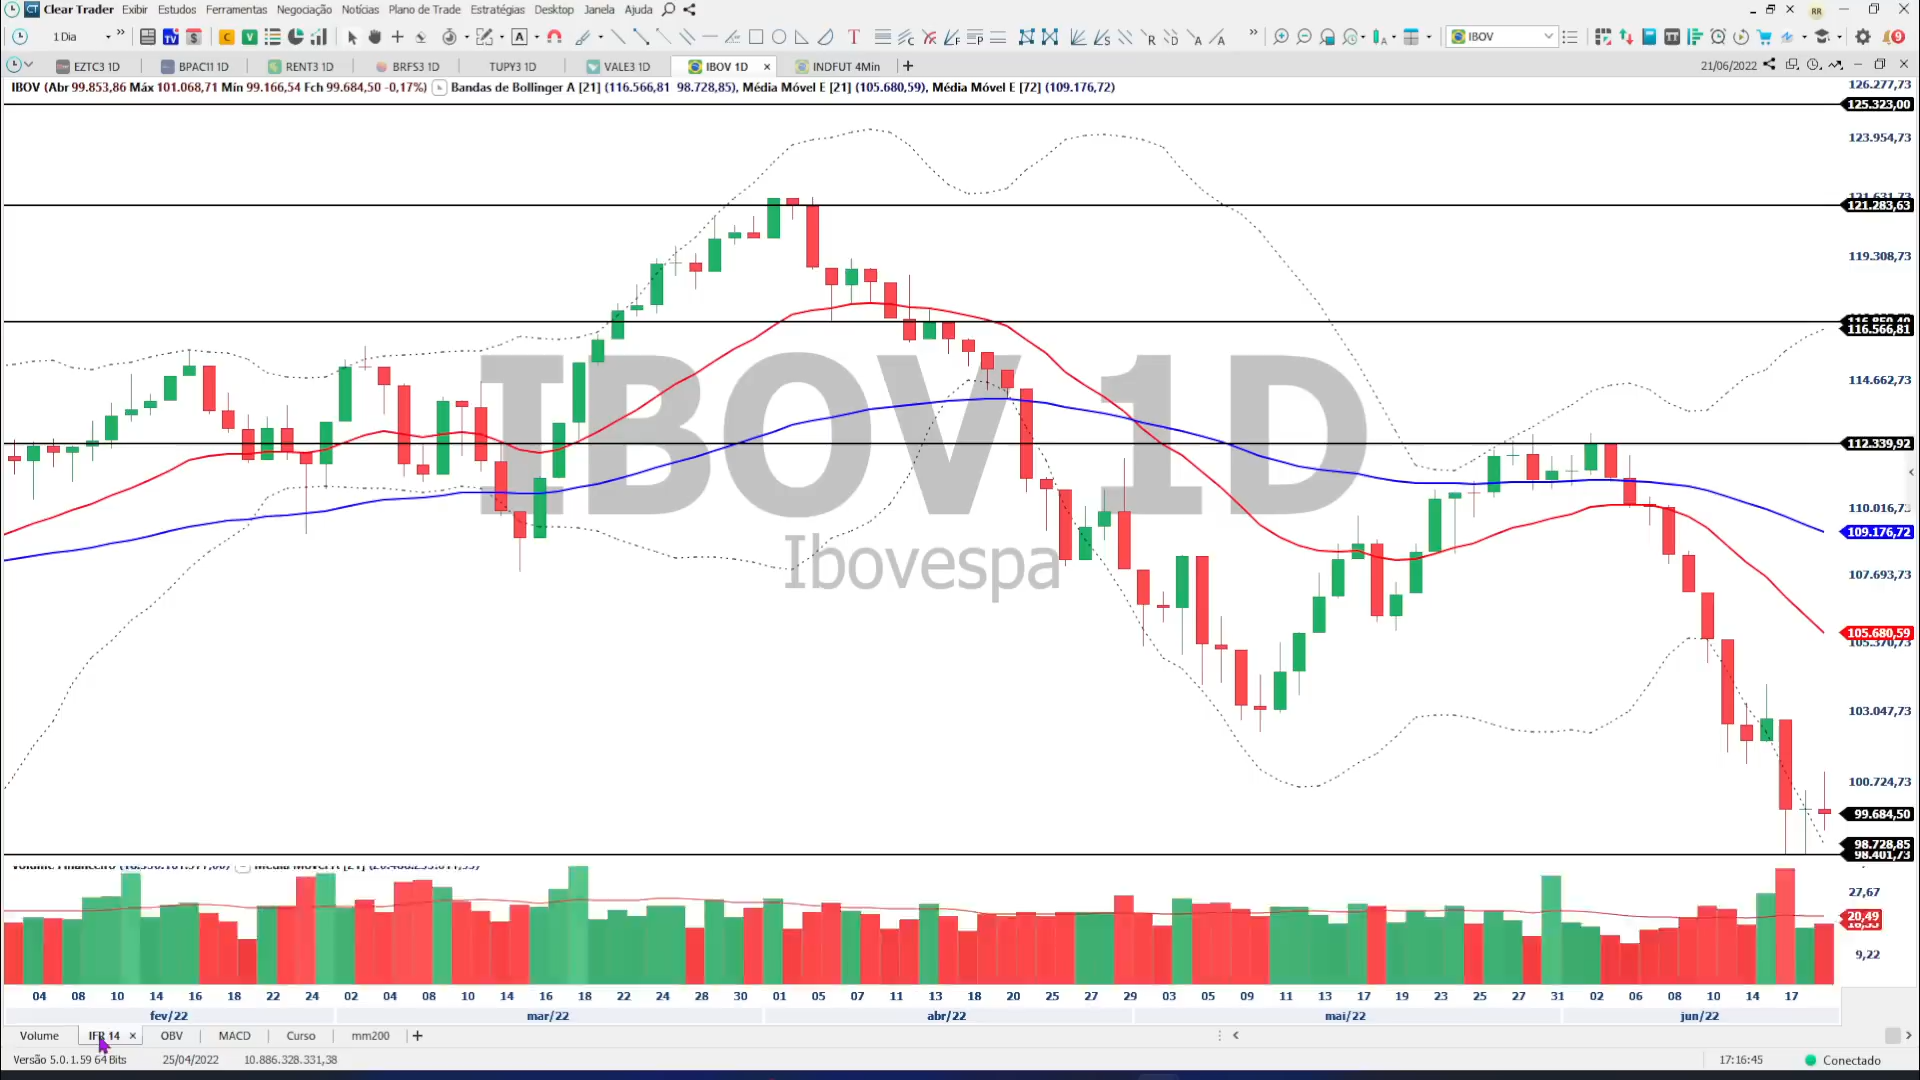 Clear Trader Exibir Estudos Ferramentas Negociação Notícias Plano de Trade Estratégias Desktop Janela Ajuda RR
1 Dia IBOV
EZTC3 1D BPAC11 1D RENT3 1D BRFS3 1D TUPY3 1D VALE3 1D IBOV 1D INDFUT 4Min 21/06/2022
IBOV (Abr 99.853,86 Máx 101.068,71 Mín 99.166,54 Fch 99.684,50 -0,17%) Bandas de Bollinger A [21] (116.566,81 98.728,85), Média Móvel E [21] (105.680,59), Média Móvel E [72] (109.176,72)
126.277,73
125.323,00
123.954,73
121.283,63
119.308,73
116.566,81
114.662,73
112.339,92
110.016,73
109.176,72
107.693,73
105.680,59
105.370,73
103.047,73
100.724,73
99.684,50
98.728,85
98.401,73
IBOV 1D
Ibovespa
27,67
20,49
9,22
04 08 10 14 16 18 22 24 02 04 08 10 14 16 18 22 24 28 30 01 05 07 11 13 18 20 25 27 29 03 05 09 11 13 17 19 23 25 27 31 02 06 08 10 14 17
fev/22 mar/22 abr/22 mai/22 jun/22
Volume IFR 14 OBV MACD Curso mm200
Versão 5.0.1.59 64 Bits 25/04/2022 10.886.328.331,38 17:16:45 Conectado